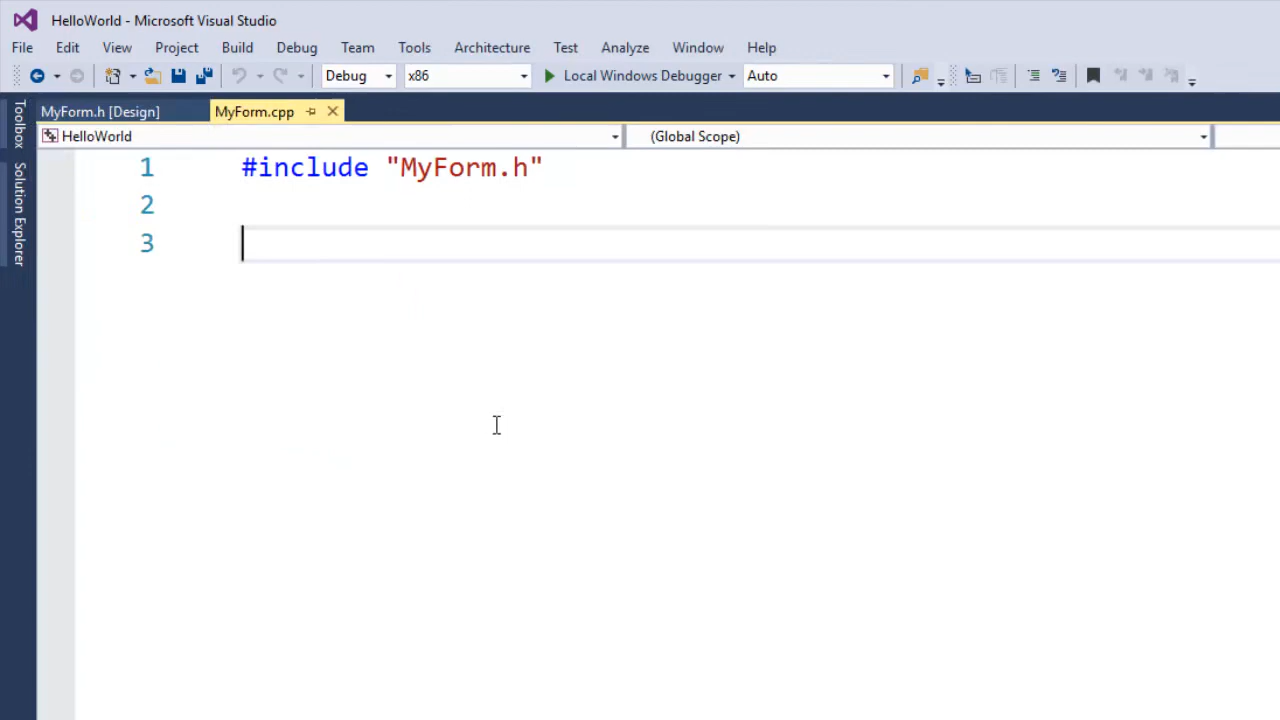 HelloWorld - Microsoft Visual Studio
File Edit View Project Build Debug Team Tools Architecture Test Analyze Window Help
Debug x86 Local Windows Debugger Auto
Toolbox
Solution Explorer
MyForm.h [Design] MyForm.cpp
HelloWorld (Global Scope)
1 #include "MyForm.h"
2
3